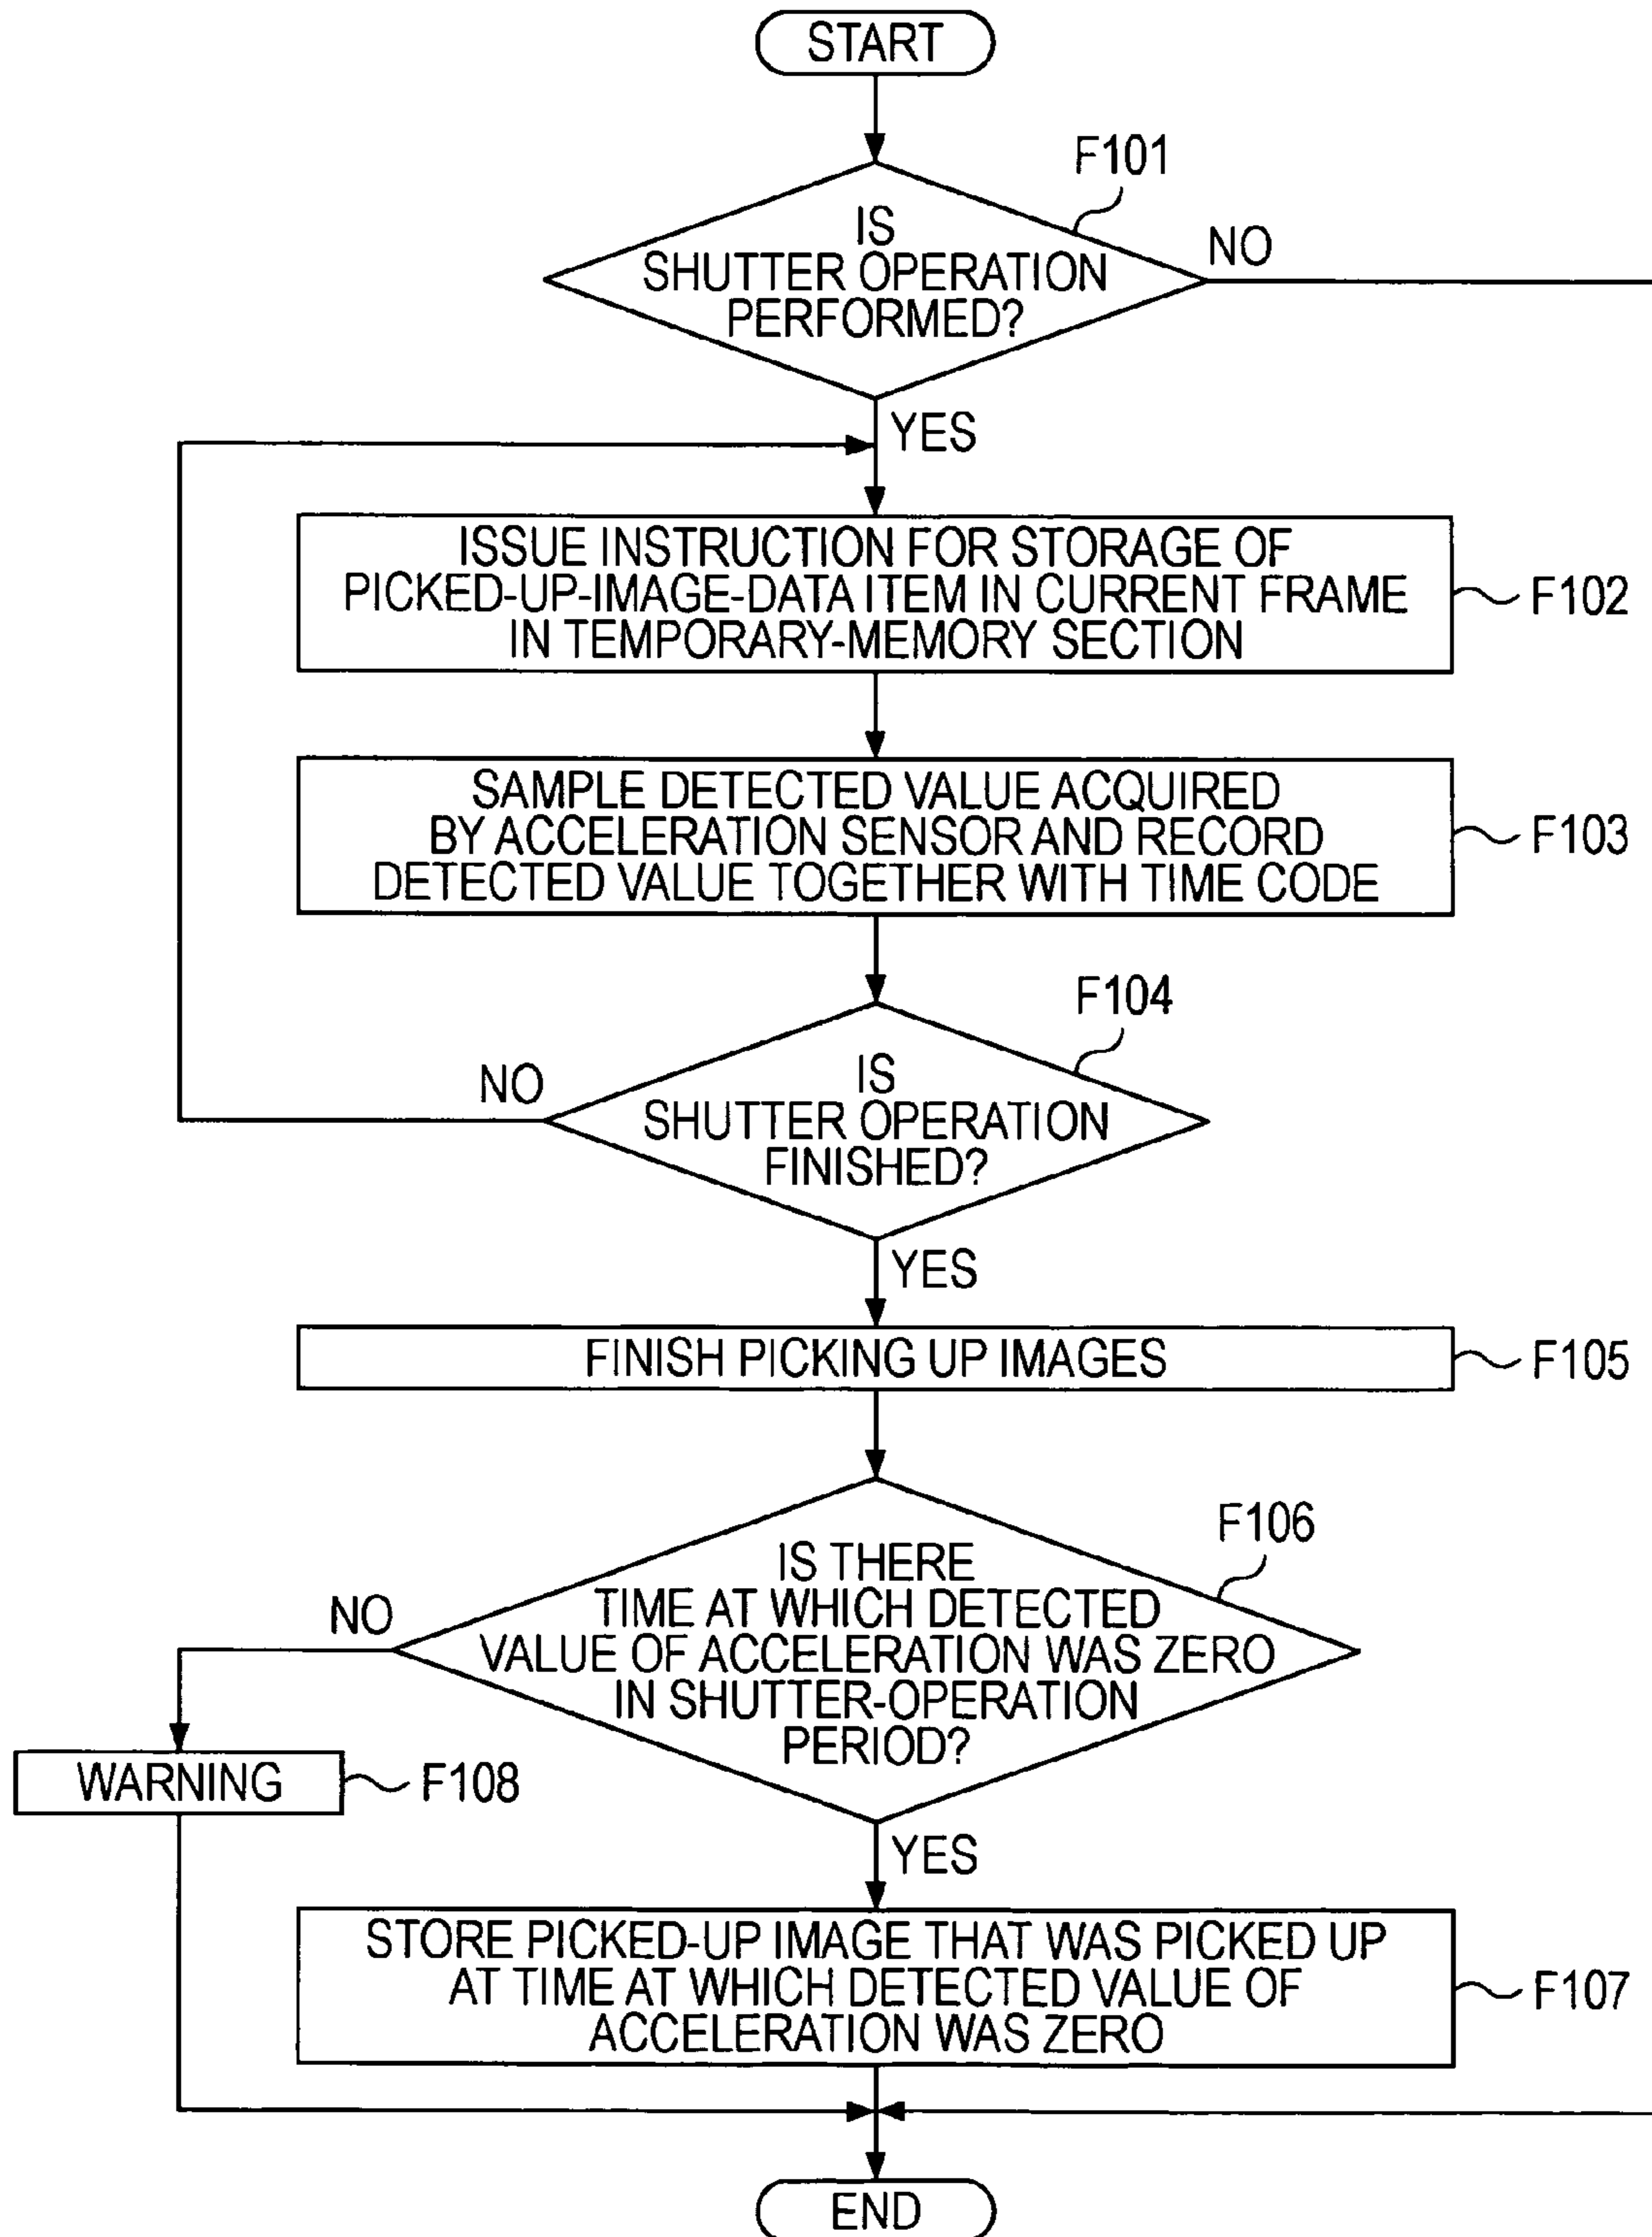 START
F101
IS
SHUTTER OPERATION
PERFORMED?
NO
YES
ISSUE INSTRUCTION FOR STORAGE OF
PICKED-UP-IMAGE-DATA ITEM IN CURRENT FRAME
IN TEMPORARY-MEMORY SECTION
F102
SAMPLE DETECTED VALUE ACQUIRED
BY ACCELERATION SENSOR AND RECORD
DETECTED VALUE TOGETHER WITH TIME CODE
F103
F104
IS
SHUTTER OPERATION
FINISHED?
NO
YES
FINISH PICKING UP IMAGES
F105
F106
IS THERE
TIME AT WHICH DETECTED
VALUE OF ACCELERATION WAS ZERO
IN SHUTTER-OPERATION
PERIOD?
NO
WARNING
F108
YES
STORE PICKED-UP IMAGE THAT WAS PICKED UP
AT TIME AT WHICH DETECTED VALUE OF
ACCELERATION WAS ZERO
F107
END